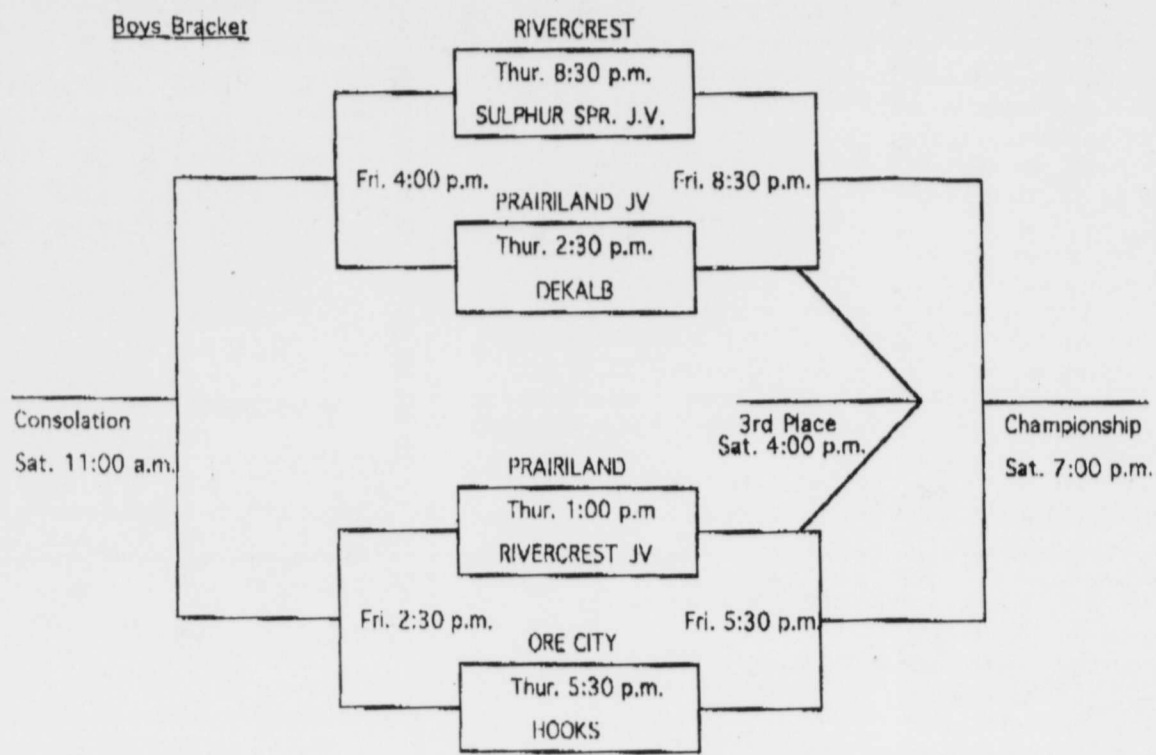 Boys Bracket
RIVERCREST
Thur. 8:30 p.m.
SULPHUR SPR. J.V.
Fri. 4:00 p.m.
Fri. 8:30 p.m.
PRAIRILAND JV
Thur. 2:30 p.m.
DEKALB
Consolation
Sat. 11:00 a.m.
3rd Place
Sat. 4:00 p.m.
Championship
Sat. 7:00 p.m.
PRAIRILAND
Thur. 1:00 p.m
RIVERCREST JV
Fri. 2:30 p.m.
Fri. 5:30 p.m.
ORE CITY
Thur. 5:30 p.m.
HOOKS